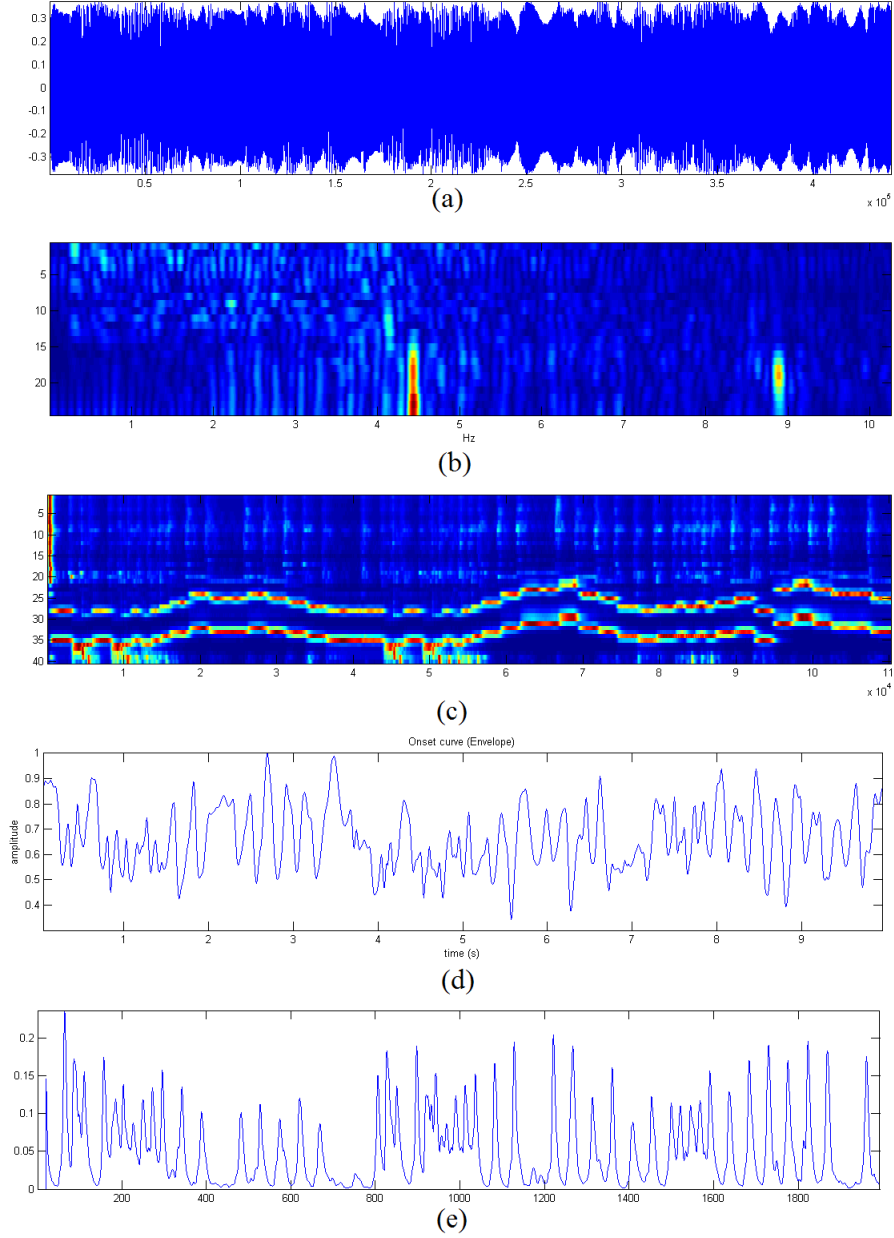 0.3
0.2
0.1
0
-0.1
-0.2
-0.3
0.5 1 1.5 2 2.5 3 3.5 4
x 10^5
(a)
5
10
15
20
1 2 3 4 5 6 7 8 9 10
Hz
(b)
5
10
15
20
25
30
35
40
1 2 3 4 5 6 7 8 9 10 11
x 10^4
(c)
Onset curve (Envelope)
1
0.9
0.8
0.7
0.6
0.5
0.4
amplitude
1 2 3 4 5 6 7 8 9
time (s)
(d)
0.2
0.15
0.1
0.05
0
200 400 600 800 1000 1200 1400 1600 1800
(e)